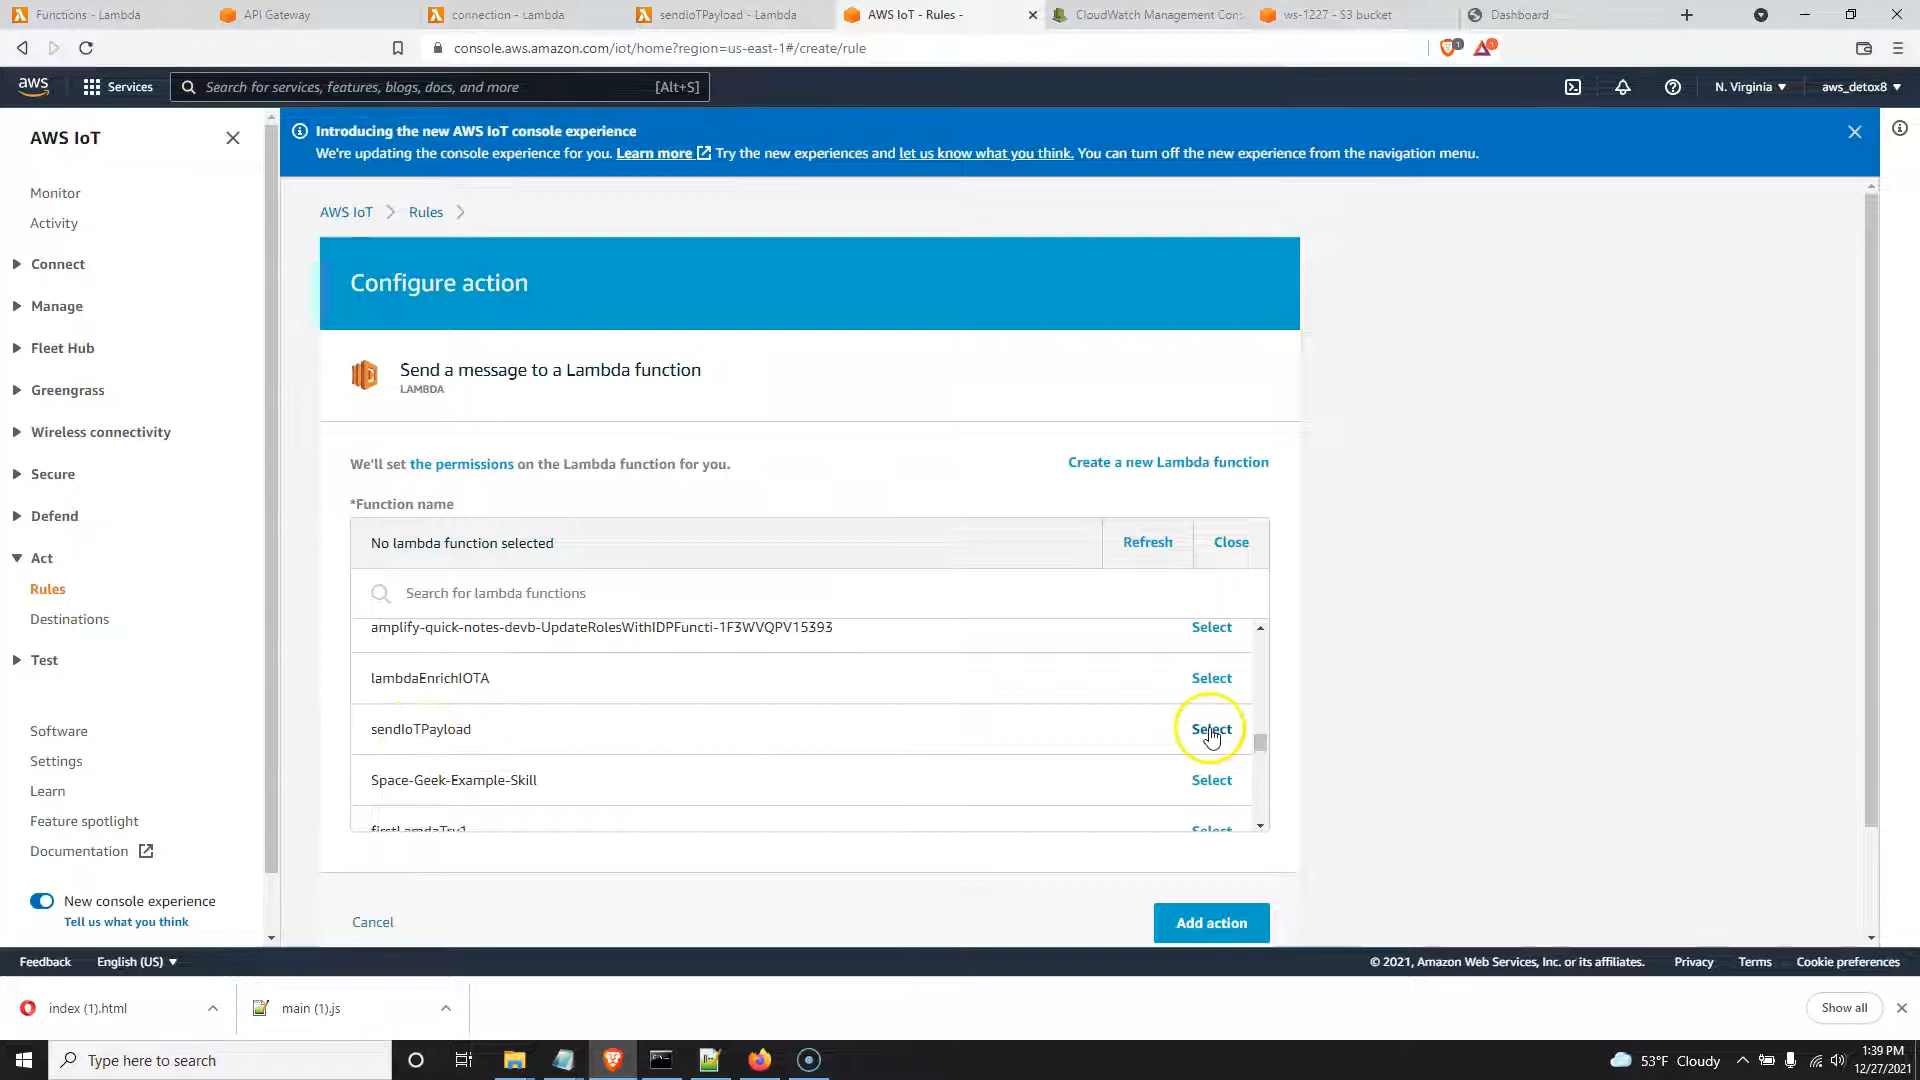 Functions - Lambda
API Gateway
connection - Lambda
sendIoTPayload - Lambda
AWS IoT - Rules -
CloudWatch Management Cons
ws-1227 - S3 bucket
Dashboard
console.aws.amazon.com/iot/home?region=us-east-1#/create/rule
1
1
aws
Services
Search for services, features, blogs, docs, and more
[Alt+S]
N. Virginia
aws_detox8
AWS IoT
Monitor
Activity
Connect
Manage
Fleet Hub
Greengrass
Wireless connectivity
Secure
Defend
Act
Rules
Destinations
Test
Software
Settings
Learn
Feature spotlight
Documentation
New console experience
Tell us what you think
Introducing the new AWS IoT console experience
We're updating the console experience for you. Learn more Try the new experiences and let us know what you think. You can turn off the new experience from the navigation menu.
AWS IoT
Rules
Configure action
Send a message to a Lambda function
LAMBDA
We'll set the permissions on the Lambda function for you.
Create a new Lambda function
*Function name
No lambda function selected
Refresh
Close
Search for lambda functions
amplify-quick-notes-devb-UpdateRolesWithIDPFuncti-1F3WVQPV15393
Select
lambdaEnrichIOTA
Select
sendIoTPayload
Select
Space-Geek-Example-Skill
Select
firstLamdaTry1
Select
Cancel
Add action
Feedback
English (US)
© 2021, Amazon Web Services, Inc. or its affiliates.
Privacy
Terms
Cookie preferences
index (1).html
main (1).js
Show all
Type here to search
53°F Cloudy
1:39 PM
12/27/2021